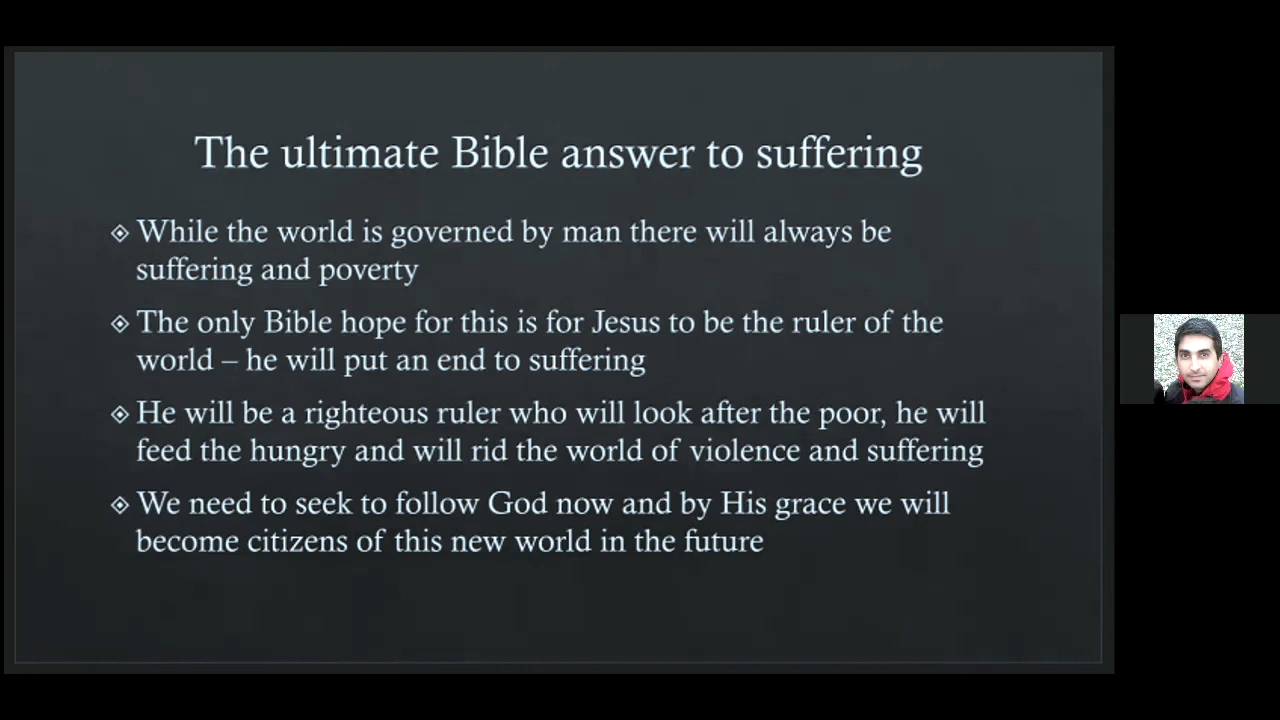 The ultimate Bible answer to suffering
While the world is governed by man there will always be
suffering and poverty
The only Bible hope for this is for Jesus to be the ruler of the
world – he will put an end to suffering
He will be a righteous ruler who will look after the poor, he will
feed the hungry and will rid the world of violence and suffering
We need to seek to follow God now and by His grace we will
become citizens of this new world in the future